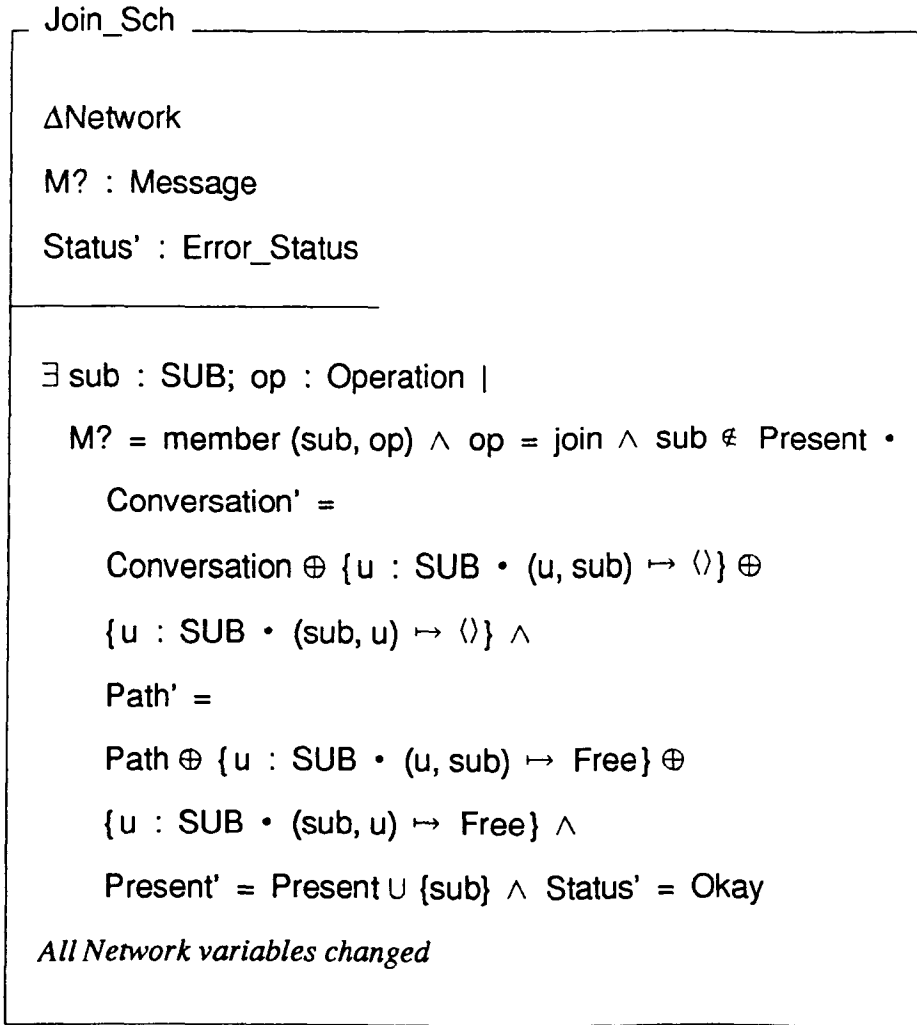 Join_Sch
ΔNetwork
M? : Message
Status' : Error_Status
∃ sub : SUB; op : Operation |
M? = member (sub, op) ∧ op = join ∧ sub ∉ Present •
Conversation' =
Conversation ⊕ {u : SUB • (u, sub) ↦ ⟨⟩} ⊕
{u : SUB • (sub, u) ↦ ⟨⟩} ∧
Path' =
Path ⊕ {u : SUB • (u, sub) ↦ Free} ⊕
{u : SUB • (sub, u) ↦ Free} ∧
Present' = Present ∪ {sub} ∧ Status' = Okay
All Network variables changed